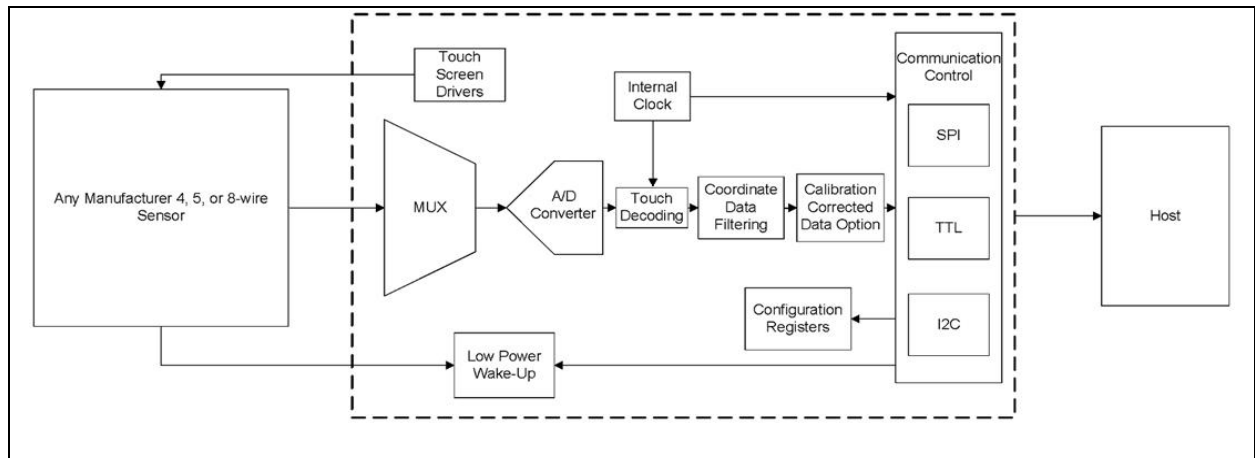 Touch
Screen
Drivers
Internal
Clock
Communication
Control
SPI
Any Manufacturer 4, 5, or 8-wire
Sensor
MUX
A/D
Converter
Touch
Decoding
Coordinate
Data
Filtering
Calibration
Corrected
Data Option
TTL
Host
Configuration
Registers
I2C
Low Power
Wake-Up